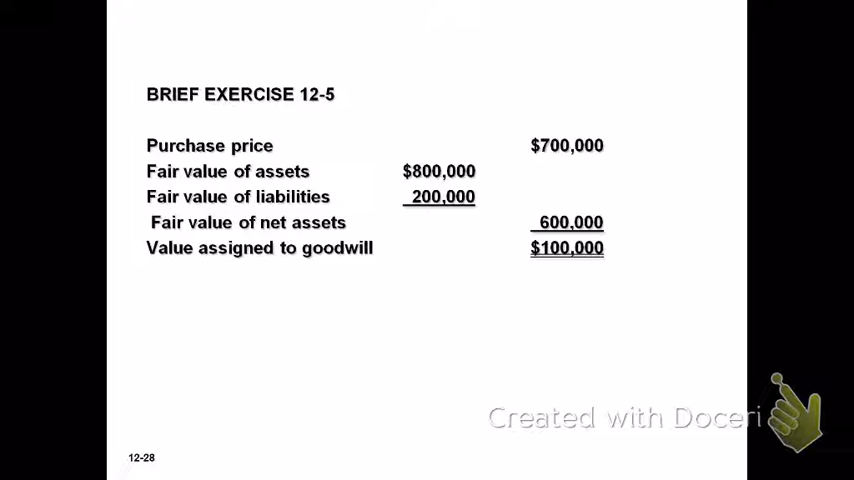 BRIEF EXERCISE 12-5
Purchase price $700,000
Fair value of assets $800,000
Fair value of liabilities 200,000
Fair value of net assets 600,000
Value assigned to goodwill $100,000
Created with Doceri
12-28